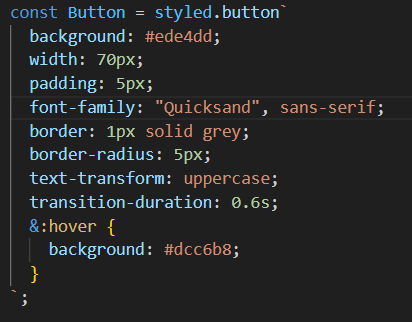 const Button = styled.button`
  background: #ede4dd;
  width: 70px;
  padding: 5px;
  font-family: "Quicksand", sans-serif;
  border: 1px solid grey;
  border-radius: 5px;
  text-transform: uppercase;
  transition-duration: 0.6s;
  &:hover {
    background: #dcc6b8;
  }
`;